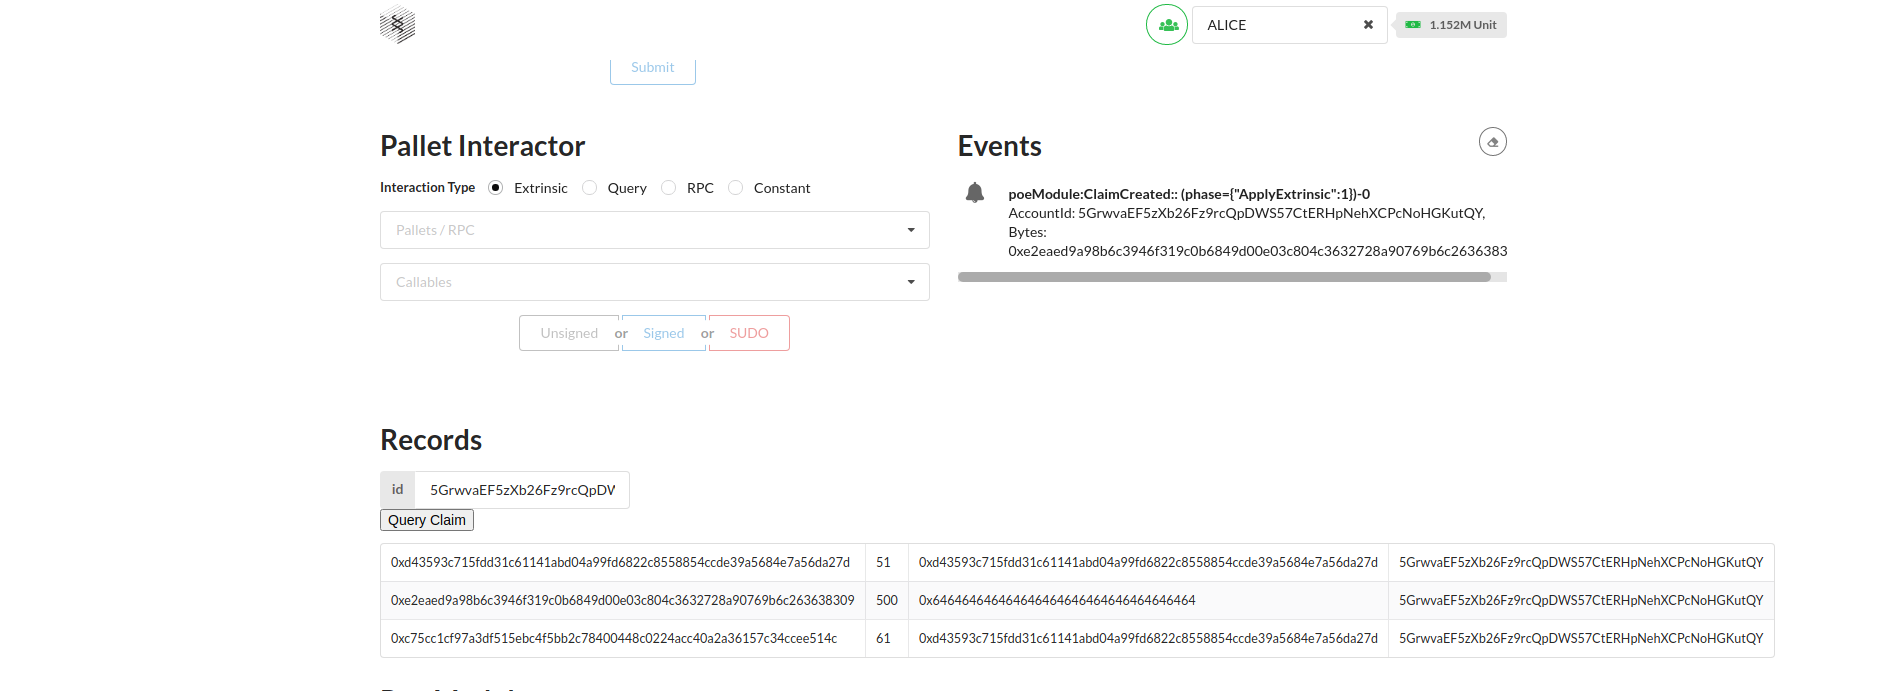 ALICE
1.152M Unit
Submit
Pallet Interactor
Interaction Type Extrinsic Query RPC Constant
Pallets / RPC
Callables
Unsigned or Signed or SUDO
Events
poeModule:ClaimCreated:: (phase={"ApplyExtrinsic":1})-0
AccountId: 5GrwvaEF5zXb26Fz9rcQpDWS57CtERHpNehXCPcNoHGKutQY,
Bytes:
0xe2eaed9a98b6c3946f319c0b6849d00e03c804c3632728a90769b6c2636383
Records
id 5GrwvaEF5zXb26Fz9rcQpDW
Query Claim
0xd43593c715fdd31c61141abd04a99fd6822c8558854ccde39a5684e7a56da27d 51 0xd43593c715fdd31c61141abd04a99fd6822c8558854ccde39a5684e7a56da27d 5GrwvaEF5zXb26Fz9rcQpDWS57CtERHpNehXCPcNoHGKutQY
0xe2eaed9a98b6c3946f319c0b6849d00e03c804c3632728a90769b6c263638309 500 0x64646464646464646464646464646464646464 5GrwvaEF5zXb26Fz9rcQpDWS57CtERHpNehXCPcNoHGKutQY
0xc75cc1cf97a3df515ebc4f5bb2c78400448c0224acc40a2a36157c34ccee514c 61 0xd43593c715fdd31c61141abd04a99fd6822c8558854ccde39a5684e7a56da27d 5GrwvaEF5zXb26Fz9rcQpDWS57CtERHpNehXCPcNoHGKutQY